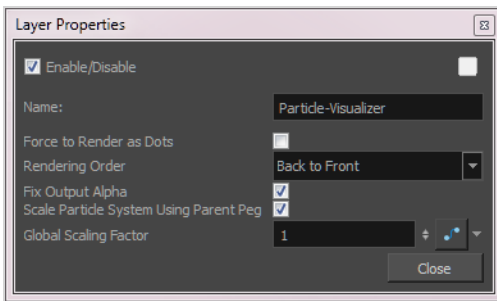 Layer Properties
Enable/Disable
Name: Particle-Visualizer
Force to Render as Dots
Rendering Order Back to Front
Fix Output Alpha
Scale Particle System Using Parent Peg
Global Scaling Factor 1
Close